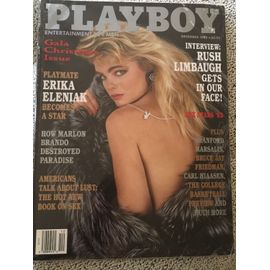 PLAYBOY
ENTERTAINMENT FOR MEN
Gala
Christmas
Issue
PLAYMATE
ERIKA
ELENIAK
BECOMES
A STAR
HOW MARLON
BRANDO
DESTROYED
PARADISE
AMERICANS
TALK ABOUT LUST:
THE HOT NEW
BOOK ON SEX
INTERVIEW:
RUSH
LIMBAUGH
GETS
IN OUR
FACE!
PLUS
BRANFORD
MARSALIS,
BRUCE JAY
FRIEDMAN,
CARL HIAASEN,
THE COLLEGE
BASKETBALL
PREVIEW AND
MUCH MORE